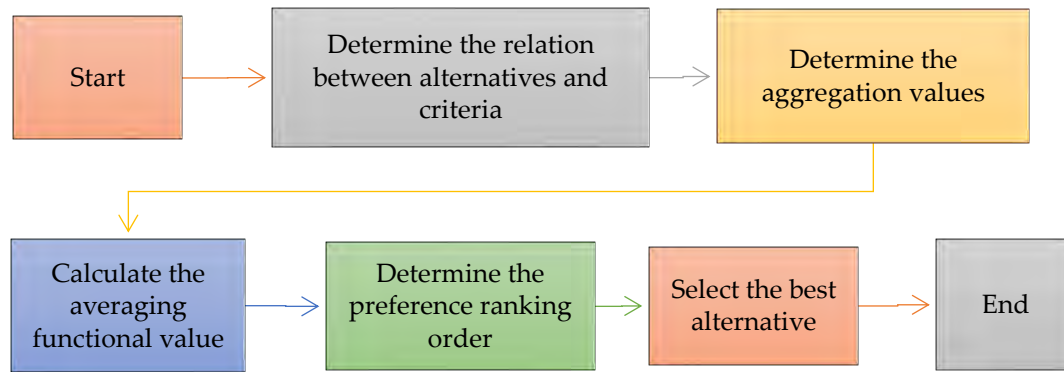 Start
Determine the relation
between alternatives and
criteria
Determine the
aggregation values
Calculate the
averaging
functional value
Determine the
preference ranking
order
Select the best
alternative
End